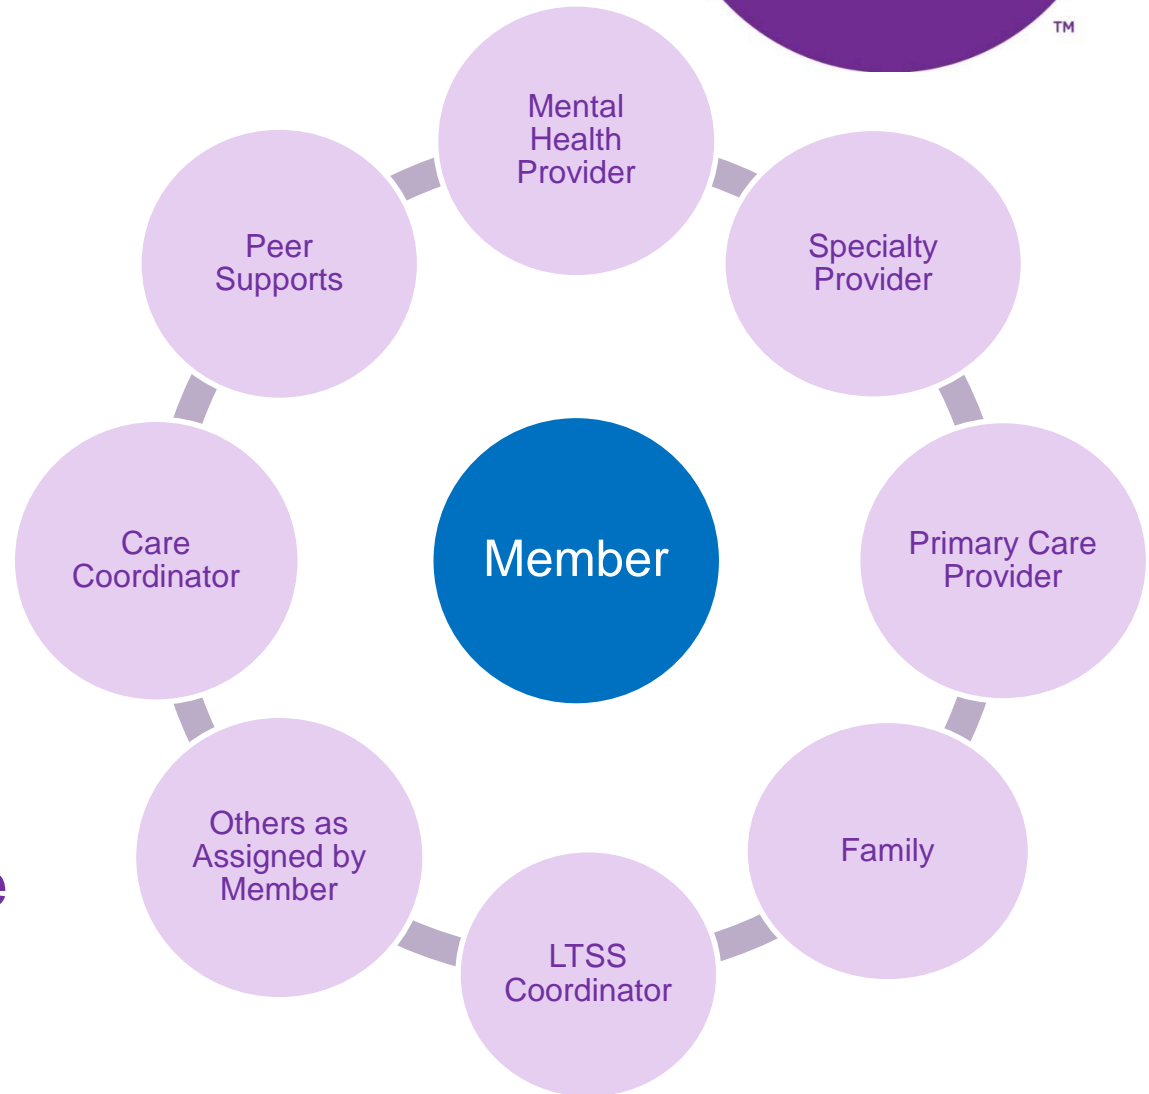 TM
Mental
Health
Provider
Peer
Supports
Specialty
Provider
Care
Coordinator
Member
Primary Care
Provider
Others as
Assigned by
Member
Family
e
LTSS
Coordinator